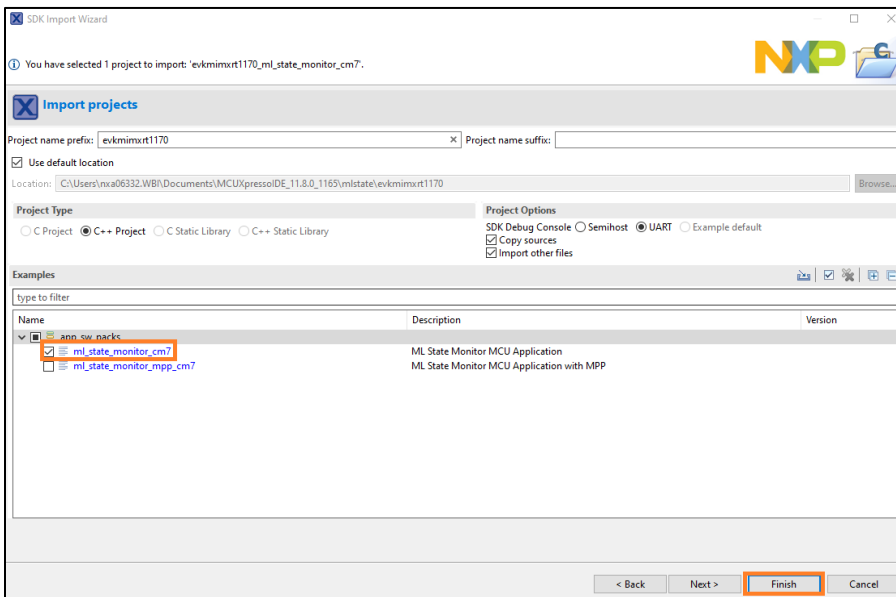 SDK Import Wizard
You have selected 1 project to import: 'evkmimxrt1170_ml_state_monitor_cm7'.
NXP
C
Import projects
Project name prefix: evkmimxrt1170 Project name suffix:
Use default location
Location: C:\Users\nxa06332.WBI\Documents\MCUXpressoIDE_11.8.0_1165\mlstate\evkmimxrt1170 Browse...
Project Type Project Options
C Project C++ Project C Static Library C++ Static Library SDK Debug Console Semihost UART Example default
Copy sources
Import other files
Examples
type to filter
Name Description Version
app_sw_packs
ml_state_monitor_cm7 ML State Monitor MCU Application
ml_state_monitor_mpp_cm7 ML State Monitor MCU Application with MPP
< Back Next > Finish Cancel